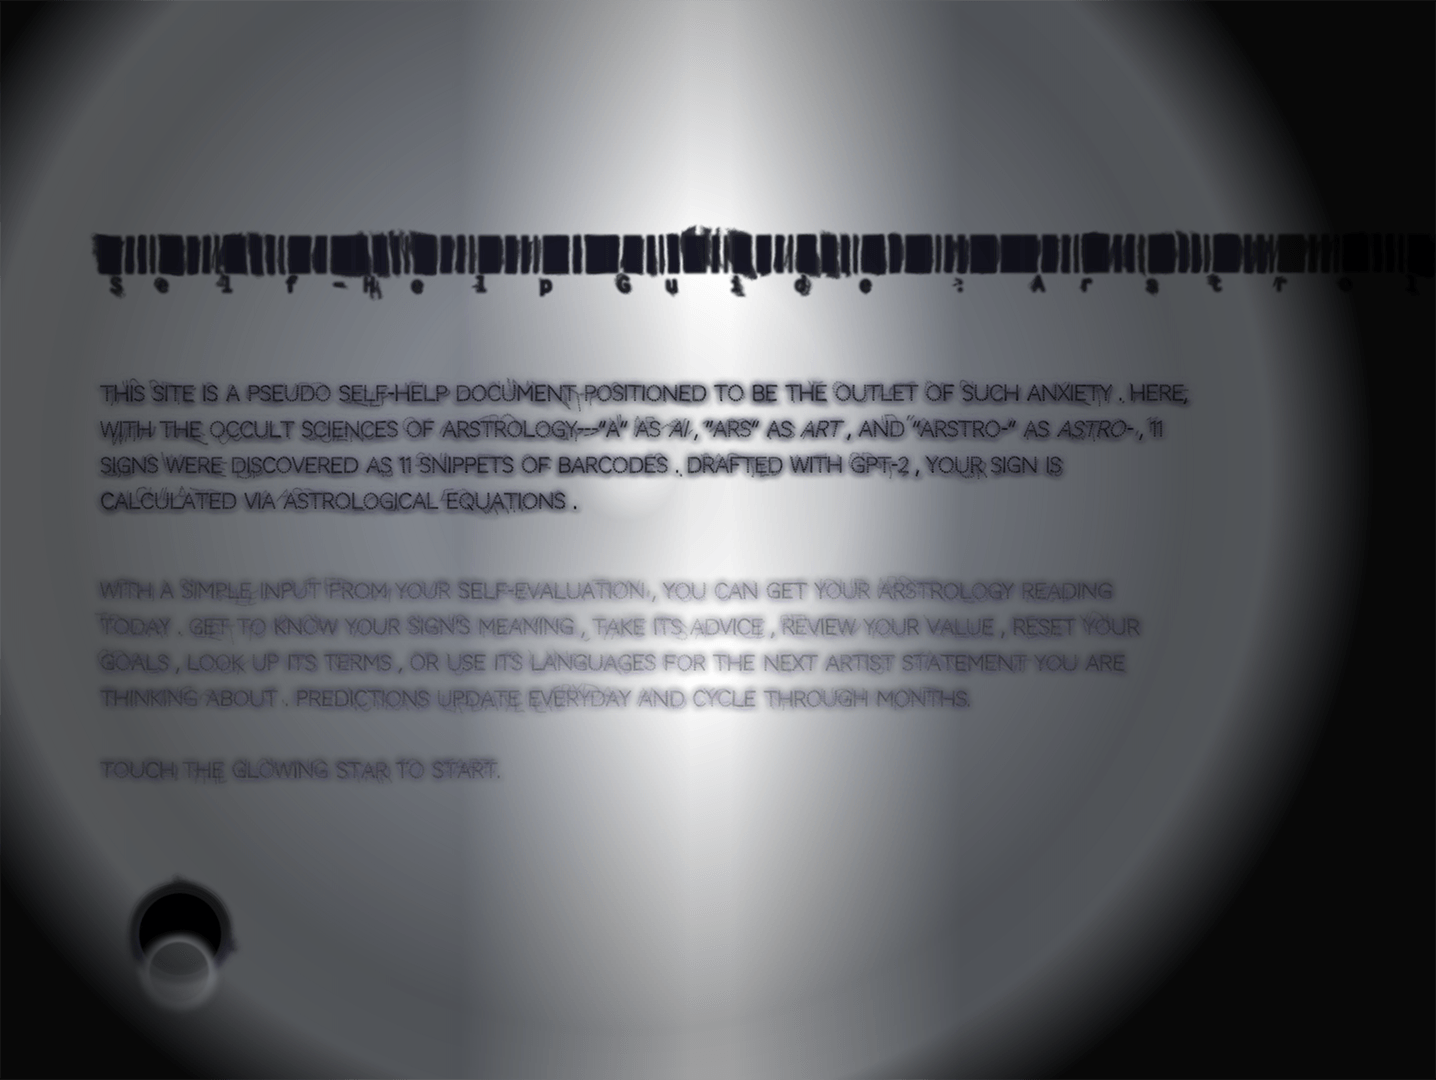 Self-Help Guide : Arstrol
THIS SITE IS A PSEUDO SELF-HELP DOCUMENT POSITIONED TO BE THE OUTLET OF SUCH ANXIETY . HERE,
WITH THE OCCULT SCIENCES OF ARSTROLOGY—"A" AS AI , "ARS" AS ART , AND "ARSTRO-" AS ASTRO- , 11
SIGNS WERE DISCOVERED AS 11 SNIPPETS OF BARCODES . DRAFTED WITH GPT-2 , YOUR SIGN IS
CALCULATED VIA ASTROLOGICAL EQUATIONS .
WITH A SIMPLE INPUT FROM YOUR SELF-EVALUATION , YOU CAN GET YOUR ARSTROLOGY READING
TODAY . GET TO KNOW YOUR SIGN'S MEANING , TAKE ITS ADVICE , REVIEW YOUR VALUE , RESET YOUR
GOALS , LOOK UP ITS TERMS , OR USE ITS LANGUAGES FOR THE NEXT ARTIST STATEMENT YOU ARE
THINKING ABOUT . PREDICTIONS UPDATE EVERYDAY AND CYCLE THROUGH MONTHS.
TOUCH THE GLOWING STAR TO START.